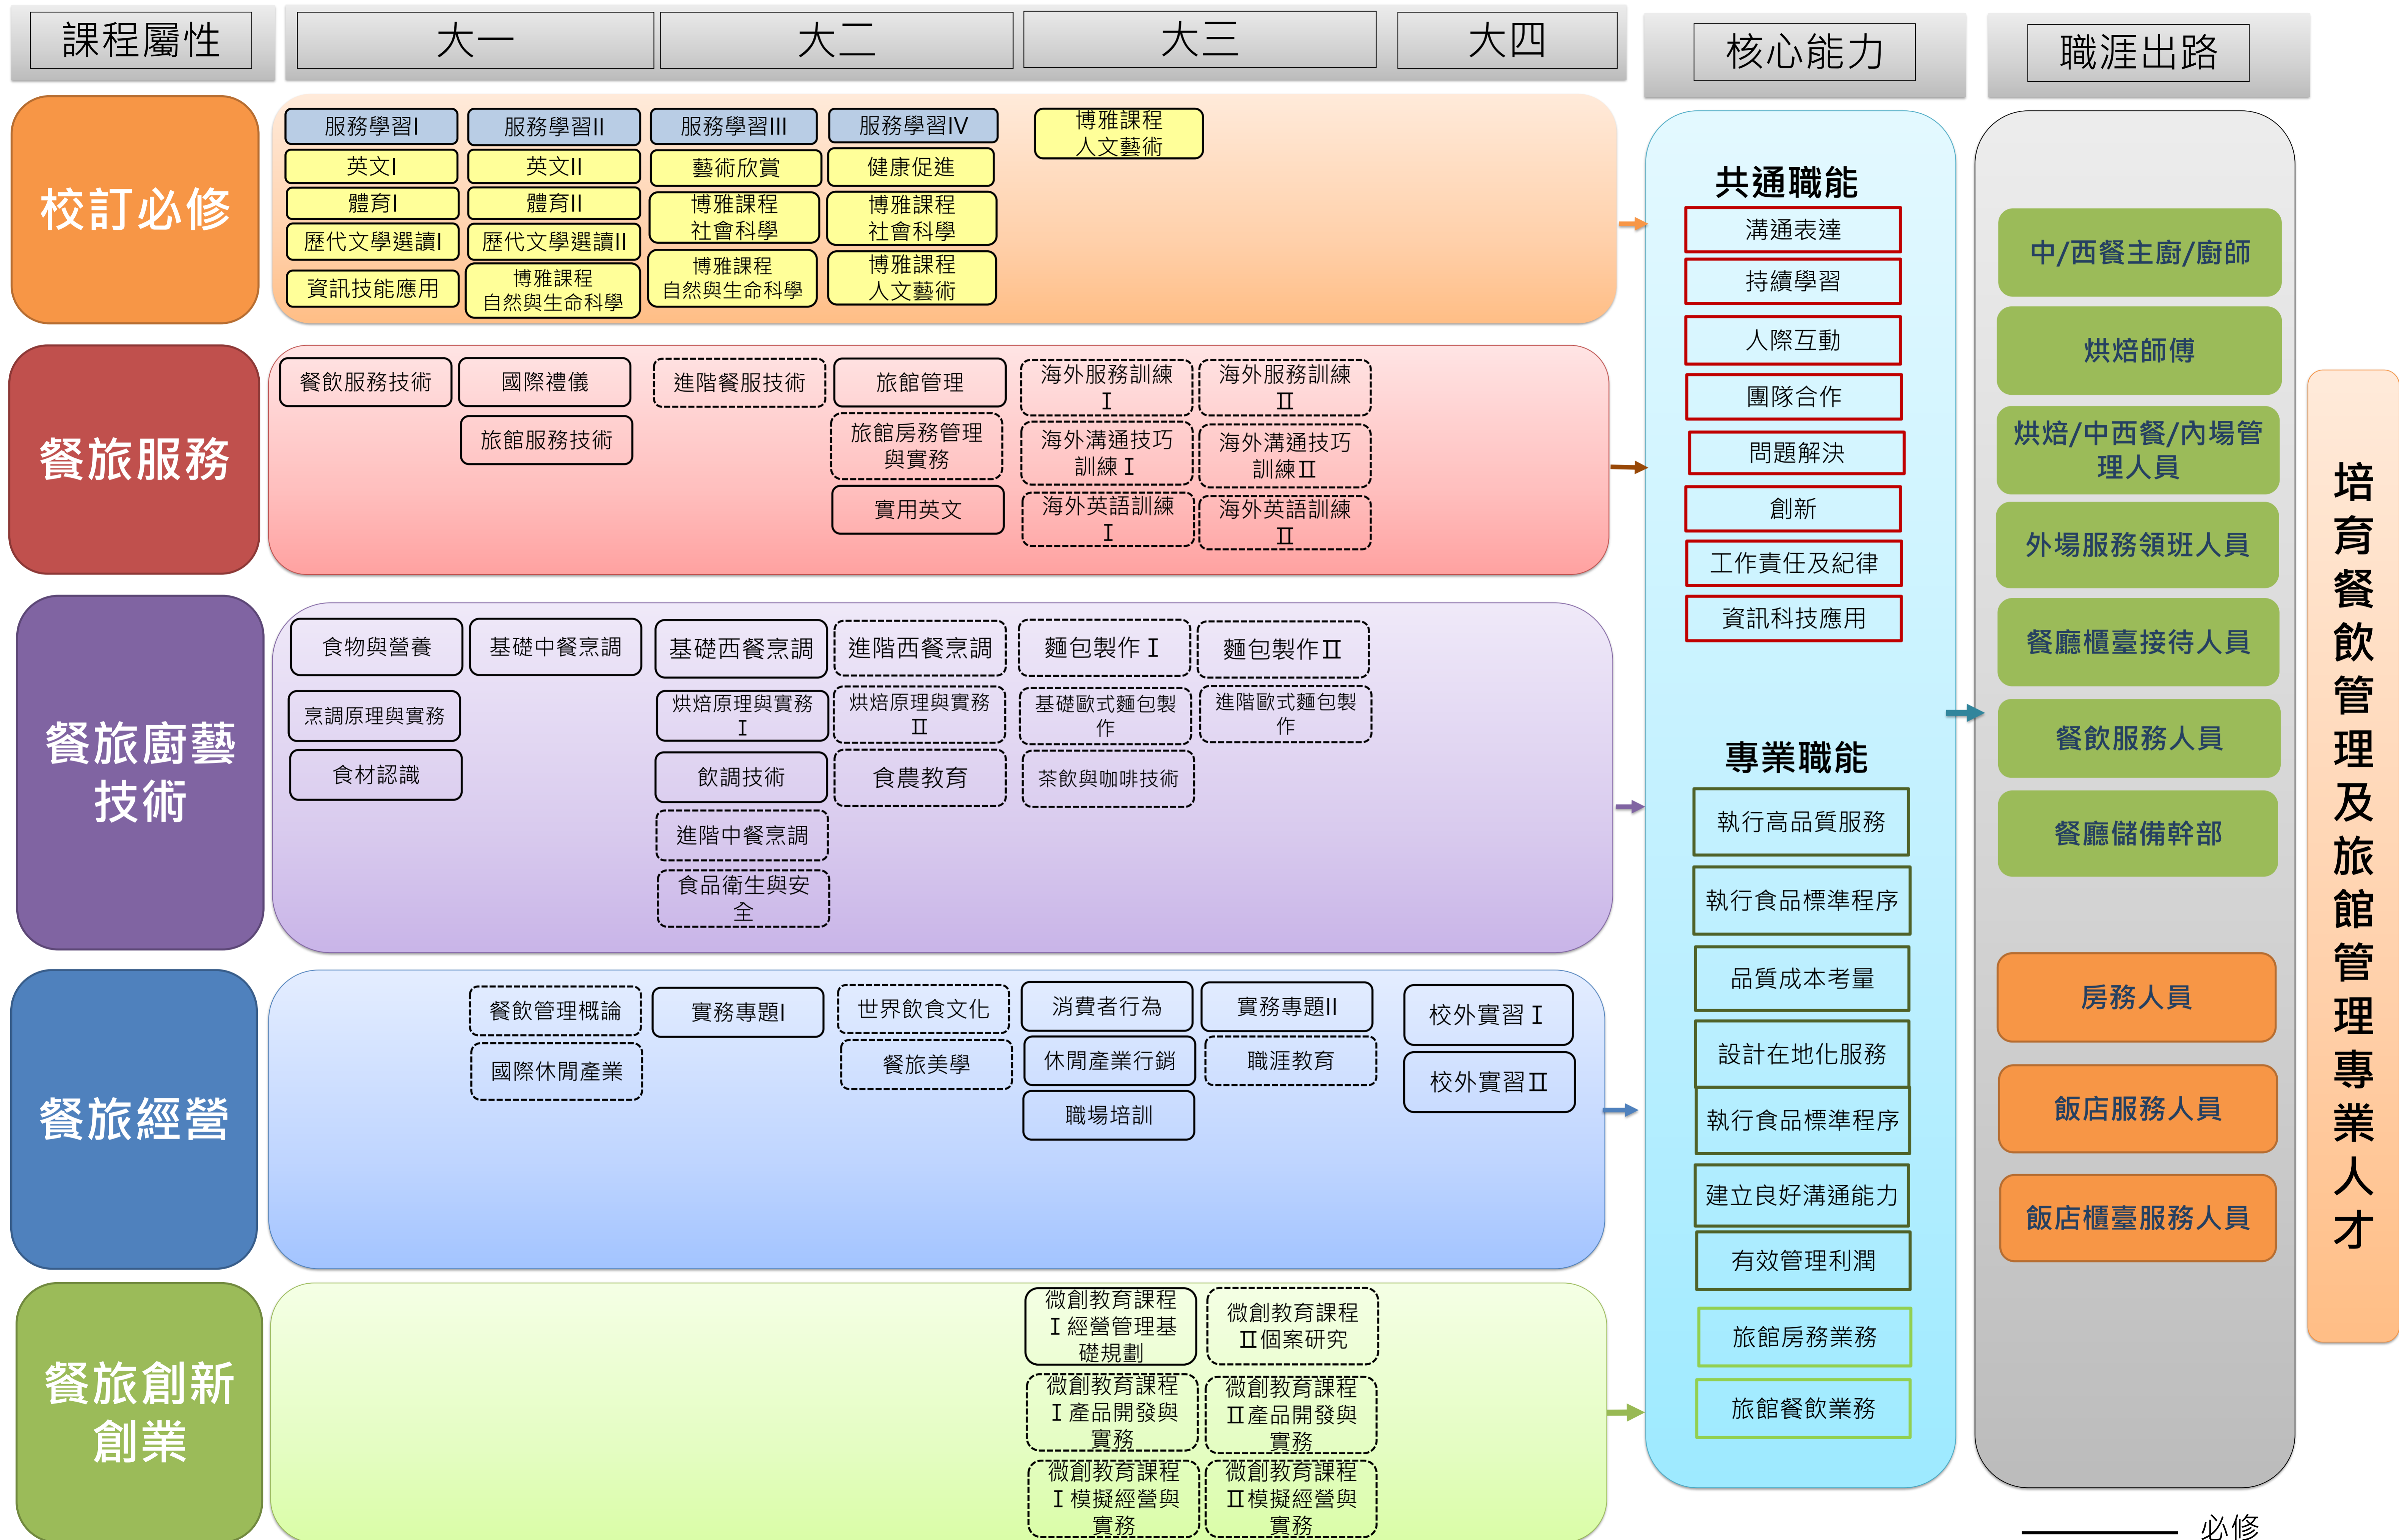 課程屬性
大一
大二
大三
大四
核心能力
職涯出路
校訂必修
服務學習I
服務學習II
服務學習III
服務學習IV
博雅課程
人文藝術
英文I
英文II
藝術欣賞
健康促進
體育I
體育II
博雅課程
社會科學
博雅課程
社會科學
歷代文學選讀I
歷代文學選讀II
博雅課程
自然與生命科學
博雅課程
人文藝術
資訊技能應用
博雅課程
自然與生命科學
餐旅服務
餐飲服務技術
國際禮儀
進階餐服技術
旅館管理
海外服務訓練
Ⅰ
海外服務訓練
Ⅱ
旅館服務技術
旅館房務管理
與實務
海外溝通技巧
訓練Ⅰ
海外溝通技巧
訓練Ⅱ
實用英文
海外英語訓練
Ⅰ
海外英語訓練
Ⅱ
餐旅廚藝
技術
食物與營養
基礎中餐烹調
基礎西餐烹調
進階西餐烹調
麵包製作Ⅰ
麵包製作Ⅱ
烹調原理與實務
烘焙原理與實務
Ⅰ
烘焙原理與實務
Ⅱ
基礎歐式麵包製
作
進階歐式麵包製
作
食材認識
飲調技術
食農教育
茶飲與咖啡技術
進階中餐烹調
食品衛生與安
全
餐旅經營
餐飲管理概論
實務專題I
世界飲食文化
消費者行為
實務專題II
校外實習Ⅰ
國際休閒產業
餐旅美學
休閒產業行銷
職涯教育
校外實習Ⅱ
職場培訓
餐旅創新
創業
微創教育課程
Ⅰ經營管理基
礎規劃
微創教育課程
Ⅱ個案研究
微創教育課程
Ⅰ產品開發與
實務
微創教育課程
Ⅱ產品開發與
實務
微創教育課程
Ⅰ模擬經營與
實務
微創教育課程
Ⅱ模擬經營與
實務
共通職能
溝通表達
持續學習
人際互動
團隊合作
問題解決
創新
工作責任及紀律
資訊科技應用
專業職能
執行高品質服務
執行食品標準程序
品質成本考量
設計在地化服務
執行食品標準程序
建立良好溝通能力
有效管理利潤
旅館房務業務
旅館餐飲業務
中/西餐主廚/廚師
烘焙師傅
烘焙/中西餐/內場管
理人員
外場服務領班人員
餐廳櫃臺接待人員
餐飲服務人員
餐廳儲備幹部
房務人員
飯店服務人員
飯店櫃臺服務人員
培育餐飲管理及旅館管理專業人才
必修